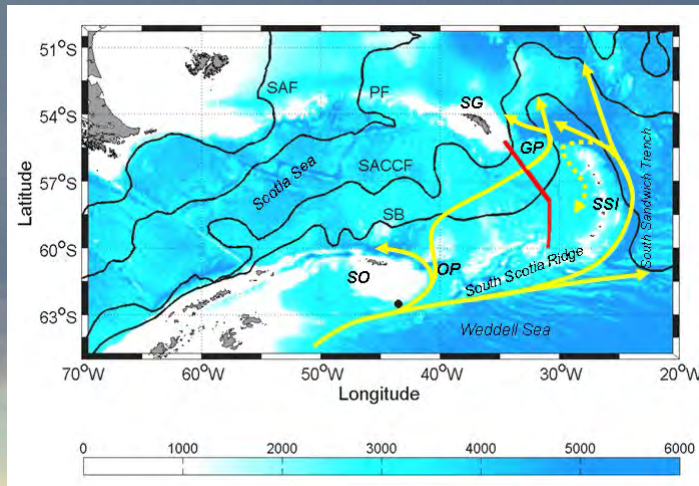 51°S
54°S
57°S
60°S
63°S
Latitude
SAF
PF
SG
GP
SACCF
Scotia Sea
SB
SSI
South Sandwich Trench
SO
OP
South Scotia Ridge
Weddell Sea
70°W
60°W
50°W
40°W
30°W
20°W
Longitude
0
1000
2000
3000
4000
5000
6000